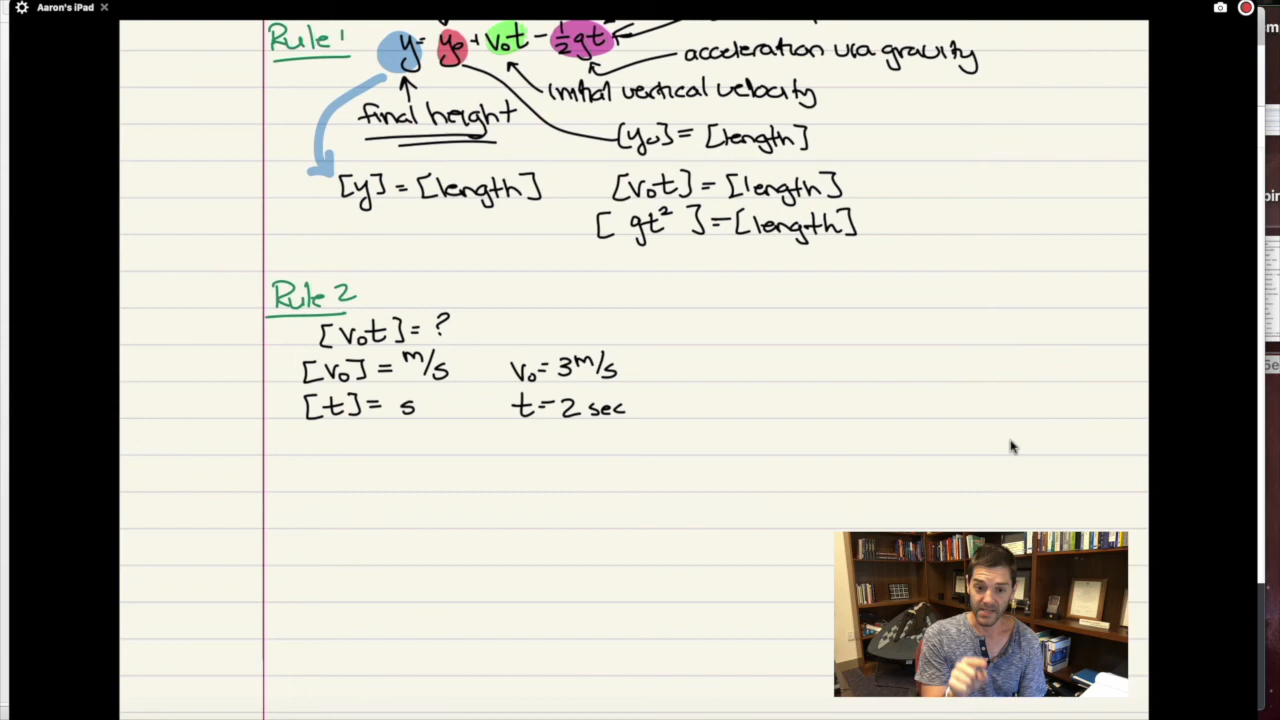 Aaron's iPad
Rule 1
y = y₀ + v₀t - ½gt
acceleration via gravity
initial vertical velocity
final height
[y₀] = [length]
[y] = [length]
[v₀t] = [length]
[gt²] = [length]
Rule 2
[v₀t] = ?
[v₀] = m/s
v₀ = 3 m/s
[t] = s
t = 2 sec